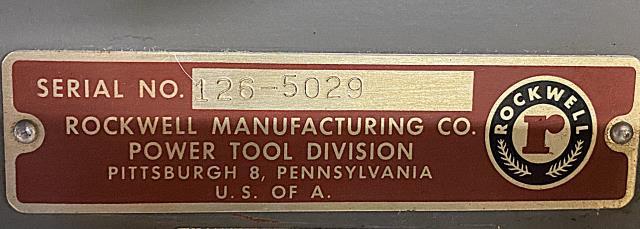 SERIAL NO. 126-5029
ROCKWELL MANUFACTURING CO.
POWER TOOL DIVISION
PITTSBURGH 8, PENNSYLVANIA
U.S. OF A.
ROCKWELL
r